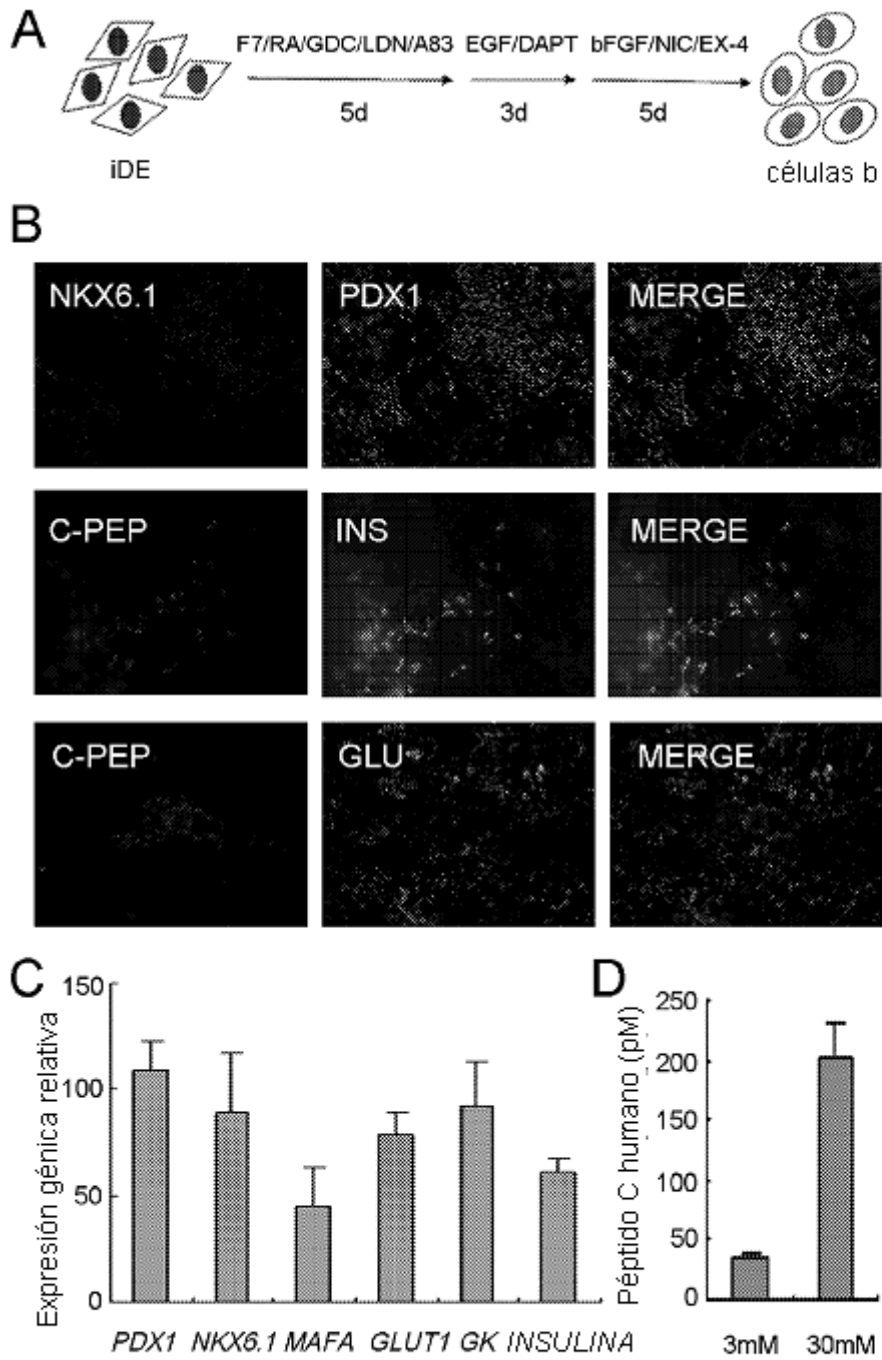 A
F7/RA/GDC/LDN/A83 EGF/DAPT bFGF/NIC/EX-4
5d 3d 5d
iDE
células b
B
NKX6.1 PDX1 MERGE
C-PEP INS MERGE
C-PEP GLU MERGE
C
Expresión génica relativa
150
100
50
0
PDX1 NKX6.1 MAFA GLUT1 GK INSULINA
D
Péptido C humano (pM)
250
200
150
100
50
0
3mM 30mM